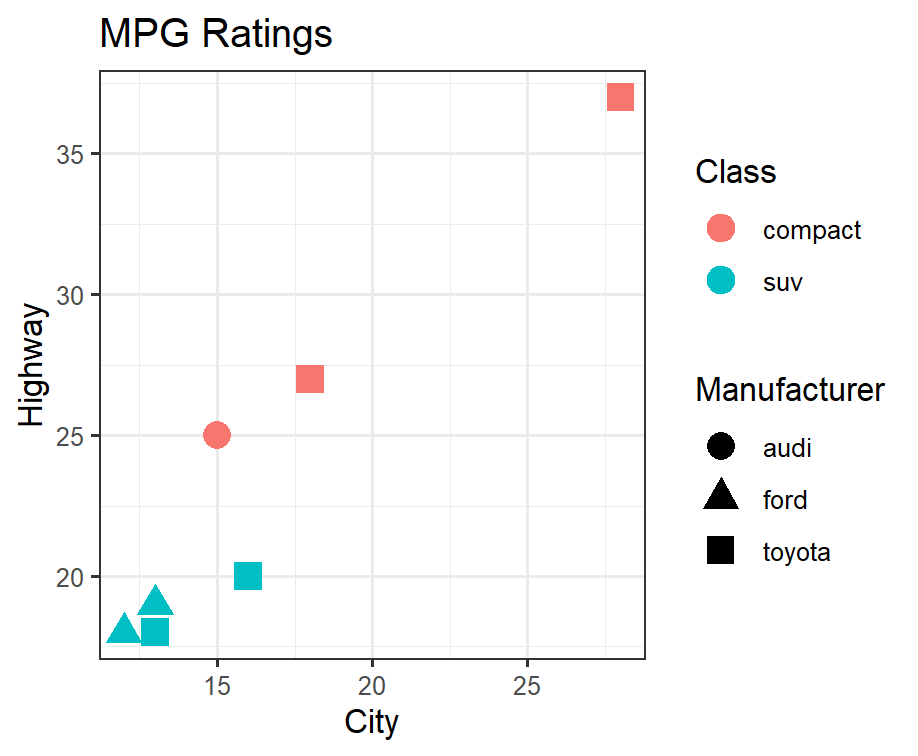 MPG Ratings
Highway
35
30
25
20
15
20
25
City
Class
compact
suv
Manufacturer
audi
ford
toyota